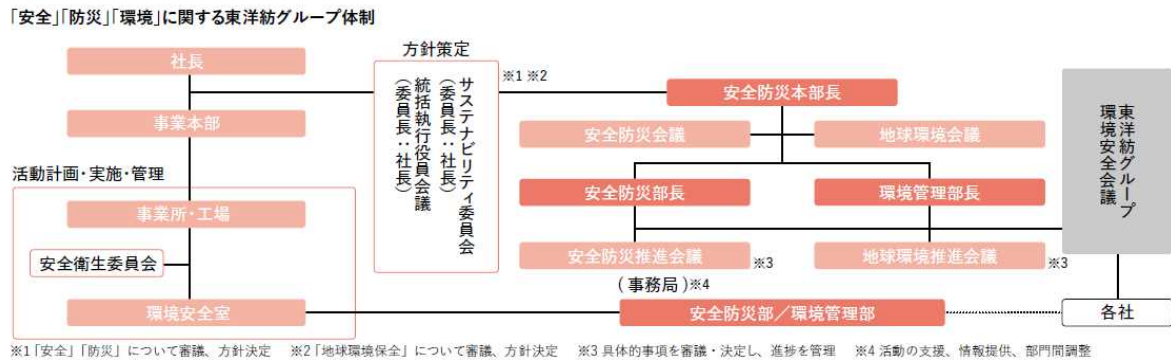 「安全」「防災」「環境」に関する東洋紡グループ体制
社長
事業本部
活動計画・実施・管理
事業所・工場
安全衛生委員会
環境安全室
方針策定
サステナビリティ委員会
（委員長：社長）
統括執行役員会議
（委員長：社長）
※1 ※2
安全防災本部長
安全防災会議
地球環境会議
安全防災部長
環境管理部長
安全防災推進会議
※3
地球環境推進会議
※3
（事務局）※4
安全防災部／環境管理部
東洋紡グループ
環境安全会議
各社
※1「安全」「防災」について審議、方針決定 ※2「地球環境保全」について審議、方針決定 ※3 具体的事項を審議・決定し、進捗を管理 ※4 活動の支援、情報提供、部門間調整